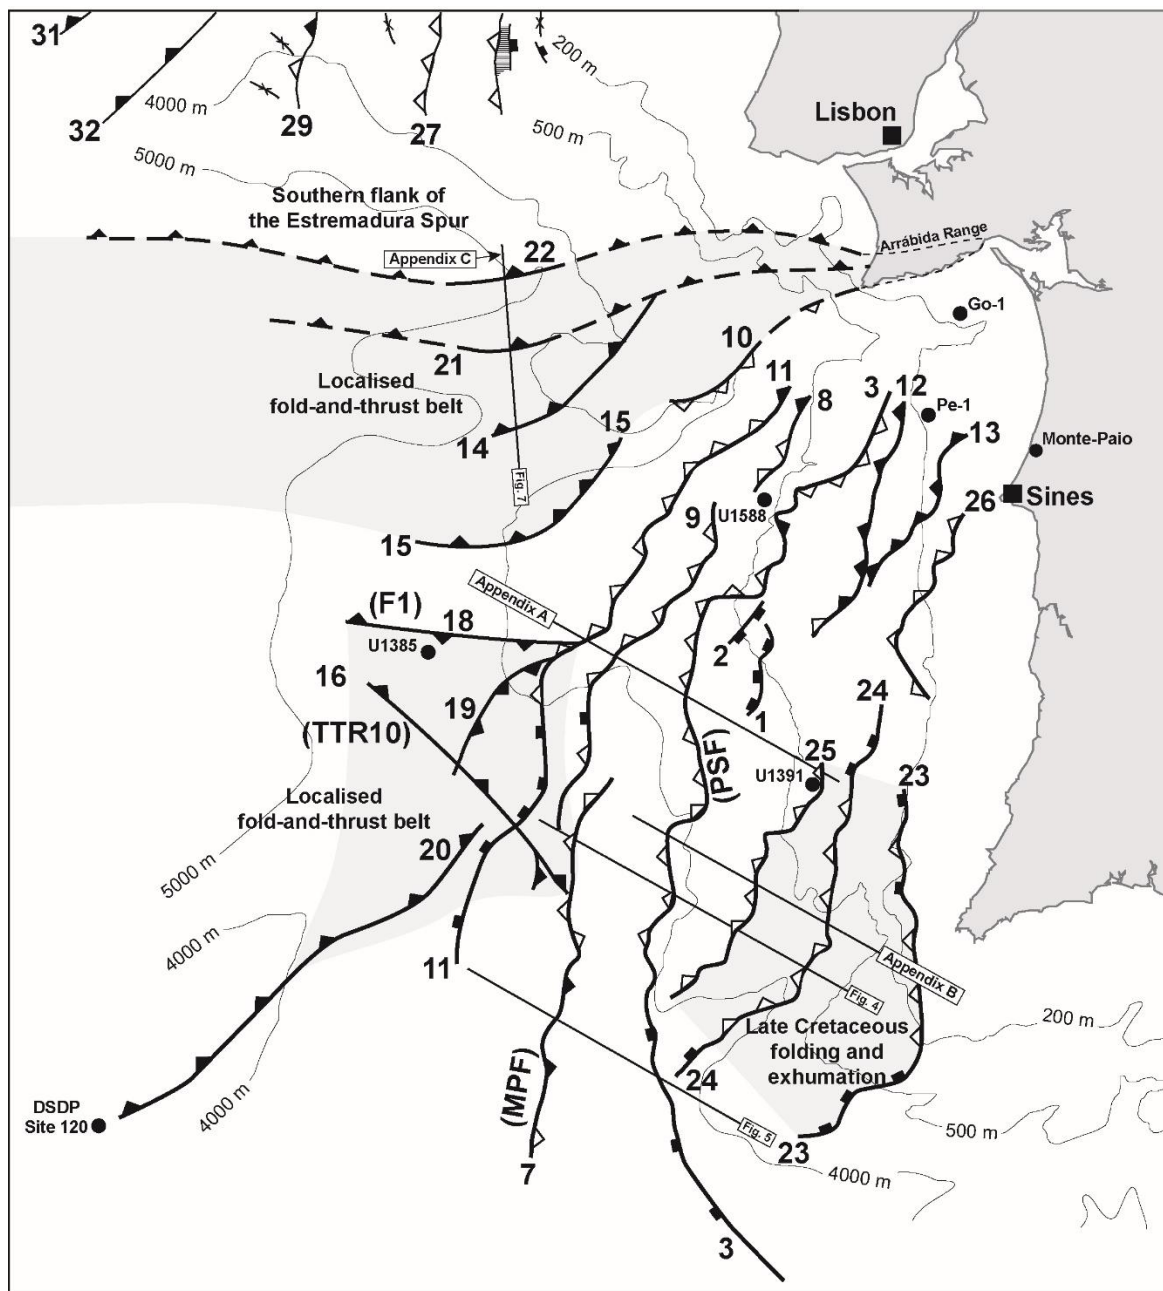 31
32
4000 m
29
27
200 m
500 m
5000 m
Lisbon
Southern flank of
the Estremadura Spur
Arrábida Range
Appendix C
22
Go-1
21
10
Localised
fold-and-thrust belt
11
8
3
12
Pe-1
13
14
15
Monte-Paio
Fig. 7
9
U1588
26
Sines
15
Appendix A
(F1)
18
U1385
2
16
19
1
24
(TTR10)
(PSF)
25
U1391
23
Localised
fold-and-thrust belt
20
5000 m
4000 m
11
Appendix B
Fig. 4
200 m
Late Cretaceous
folding and
exhumation
24
4000 m
(MPF)
DSDP
Site 120
Fig. 5
500 m
23
4000 m
7
3